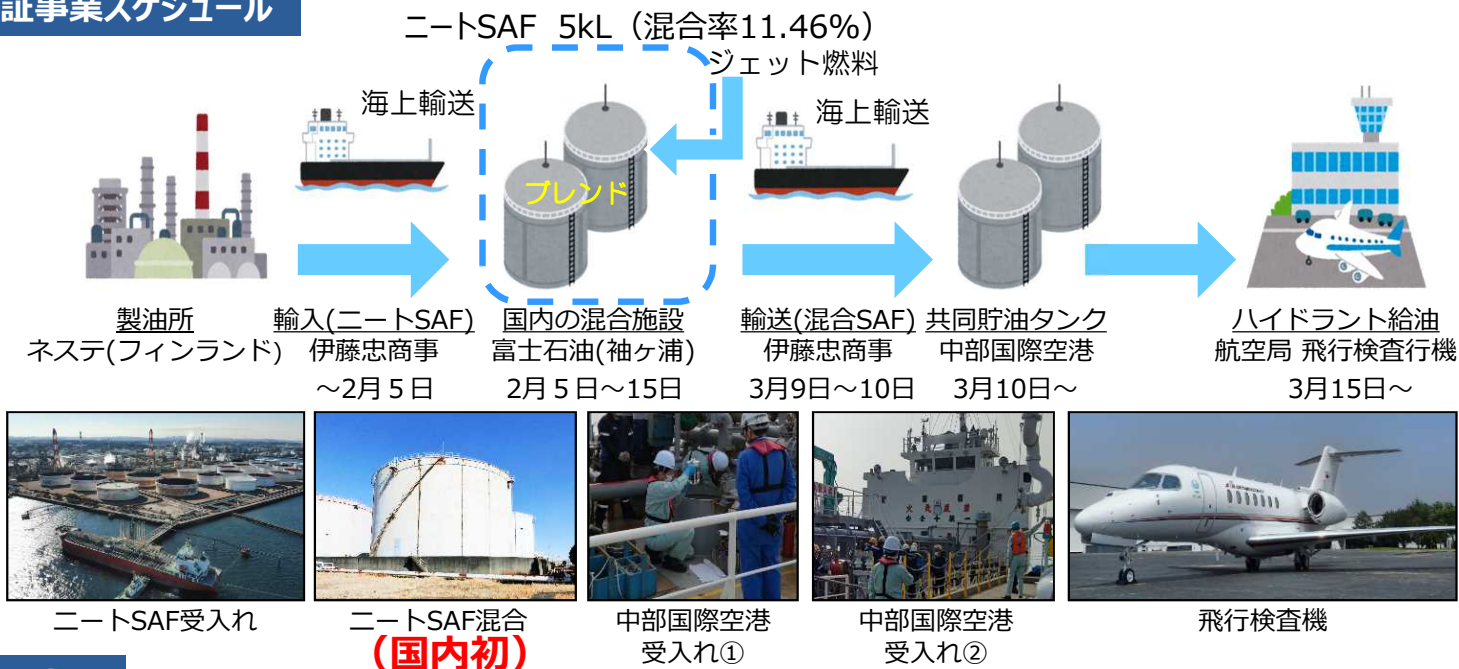 証事業スケジュール
ニートSAF 5kL（混合率11.46%）
ジェット燃料
海上輸送
海上輸送
ブレンド
製油所
ネステ(フィンランド)
輸入(ニートSAF)
伊藤忠商事
～2月５日
国内の混合施設
富士石油(袖ヶ浦)
2月５日～15日
輸送(混合SAF)
伊藤忠商事
3月9日～10日
共同貯油タンク
中部国際空港
3月10日～
ハイドラント給油
航空局 飛行検査行機
3月15日～
ニートSAF受入れ
ニートSAF混合
（国内初）
中部国際空港
受入れ①
中部国際空港
受入れ②
飛行検査機